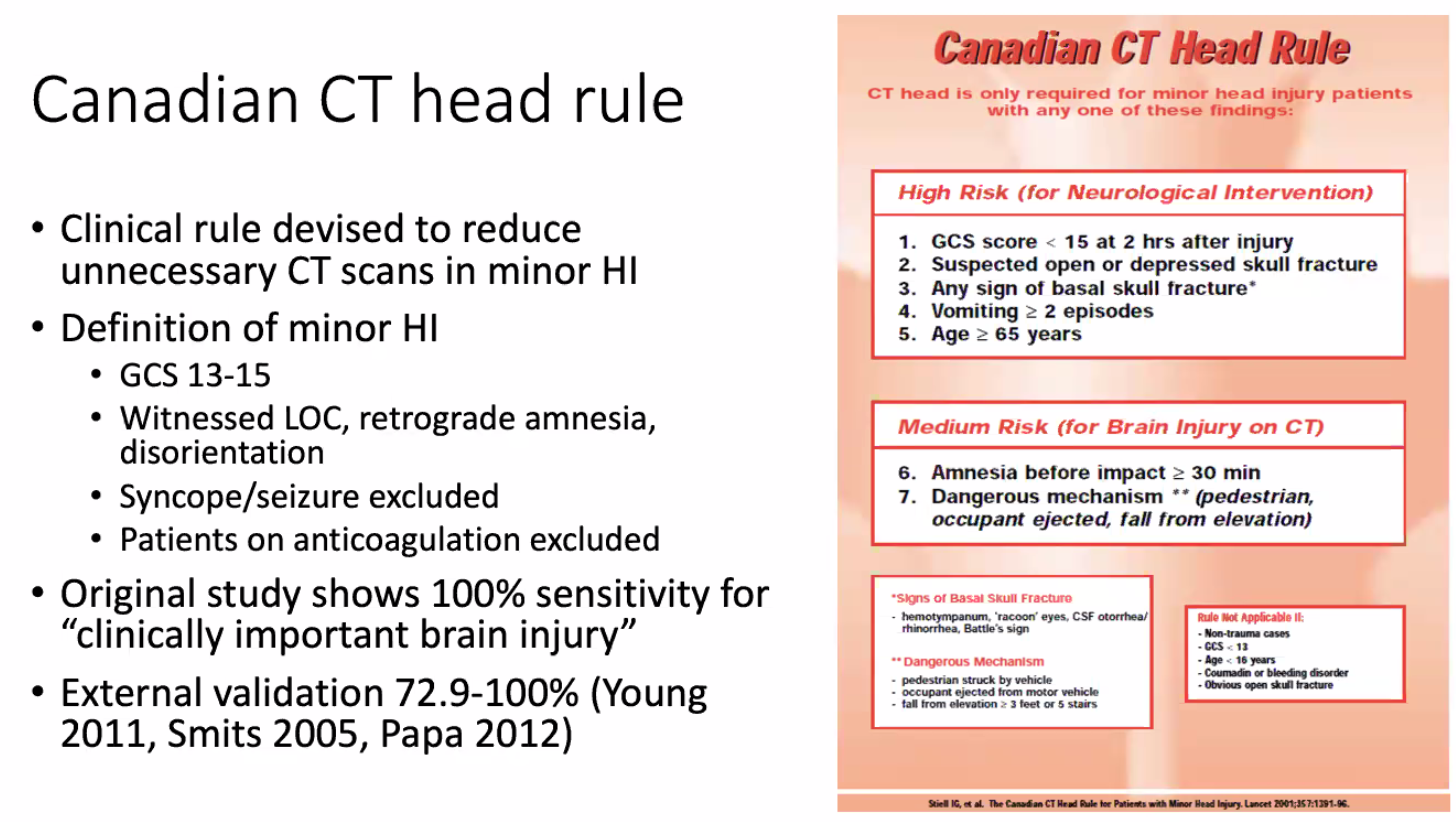 Canadian CT head rule
• Clinical rule devised to reduce
unnecessary CT scans in minor HI
• Definition of minor HI
• GCS 13-15
• Witnessed LOC, retrograde amnesia,
disorientation
• Syncope/seizure excluded
• Patients on anticoagulation excluded
• Original study shows 100% sensitivity for
“clinically important brain injury”
• External validation 72.9-100% (Young
2011, Smits 2005, Papa 2012)
Canadian CT Head Rule
CT head is only required for minor head injury patients
with any one of these findings:
High Risk (for Neurological Intervention)
1. GCS score < 15 at 2 hrs after injury
2. Suspected open or depressed skull fracture
3. Any sign of basal skull fracture*
4. Vomiting ≥ 2 episodes
5. Age ≥ 65 years
Medium Risk (for Brain Injury on CT)
6. Amnesia before impact ≥ 30 min
7. Dangerous mechanism ** (pedestrian,
occupant ejected, fall from elevation)
*Signs of Basal Skull Fracture
- hemotympanum, 'racoon' eyes, CSF otorrhea/
rhinorrhea, Battle's sign
** Dangerous Mechanism
- pedestrian struck by vehicle
- occupant ejected from motor vehicle
- fall from elevation ≥ 3 feet or 5 stairs
Rule Not Applicable If:
- Non-trauma cases
- GCS < 13
- Age < 16 years
- Coumadin or bleeding disorder
- Obvious open skull fracture
Stiell IG, et al. The Canadian CT Head Rule for Patients with Minor Head Injury. Lancet 2001;357:1391-96.